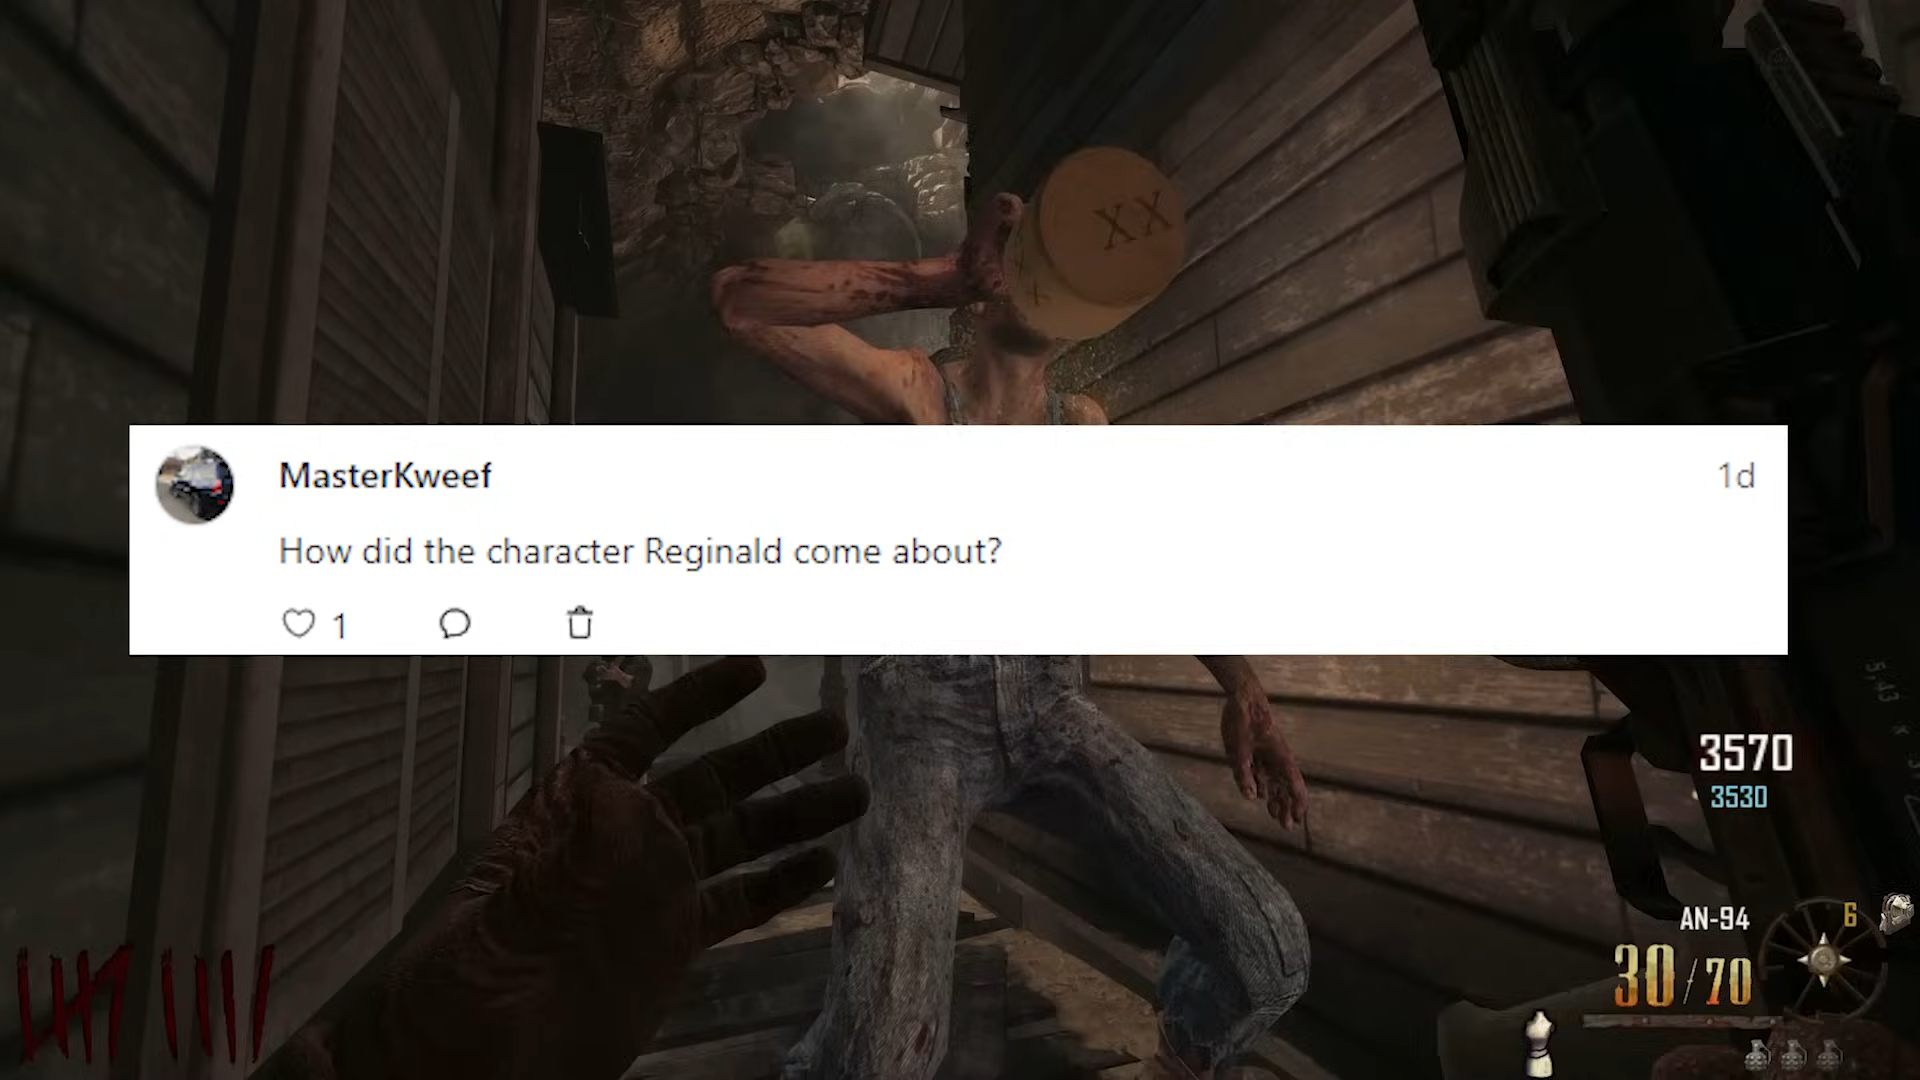 XX
MasterKweef
1d
How did the character Reginald come about?
1
3570
3530
AN-94
6
30/70